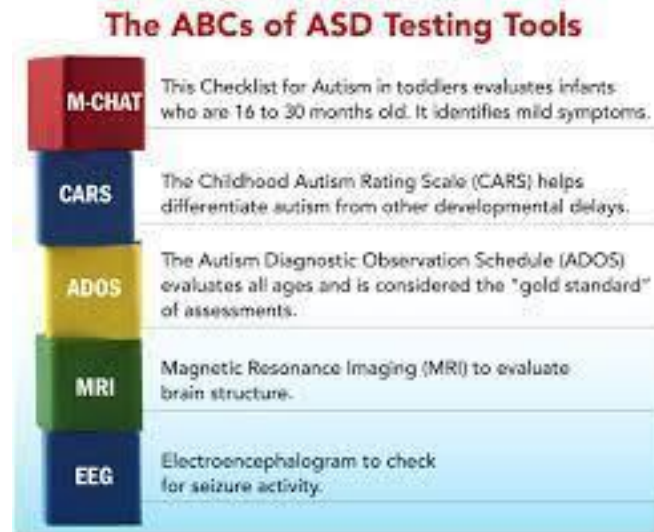 The ABCs of ASD Testing Tools
M-CHAT
This Checklist for Autism in toddlers evaluates infants
who are 16 to 30 months old. It identifies mild symptoms.
CARS
The Childhood Autism Rating Scale (CARS) helps
differentiate autism from other developmental delays.
ADOS
The Autism Diagnostic Observation Schedule (ADOS)
evaluates all ages and is considered the "gold standard"
of assessments.
MRI
Magnetic Resonance Imaging (MRI) to evaluate
brain structure.
EEG
Electroencephalogram to check
for seizure activity.